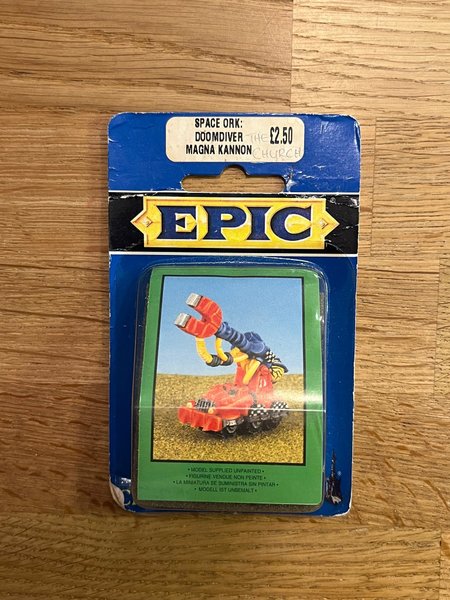 SPACE ORK:
DOOMDIVER THE £2.50
MAGNA KANNON CHURCH
EPIC
• MODEL SUPPLIED UNPAINTED •
• FIGURINE VENDUE NON PEINTE •
• LA MINIATURA SE SUMINISTRA SIN PINTAR •
• MODELL IST UNBEMALT •